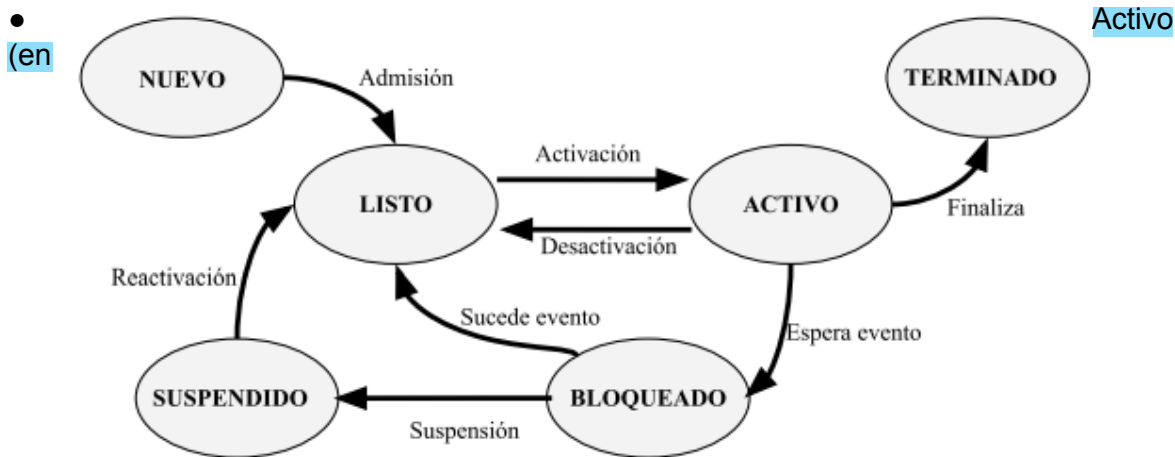 ● Activo
(en
NUEVO
Admisión
TERMINADO
Activación
LISTO
ACTIVO
Finaliza
Desactivación
Reactivación
Sucede evento
Espera evento
SUSPENDIDO
BLOQUEADO
Suspensión